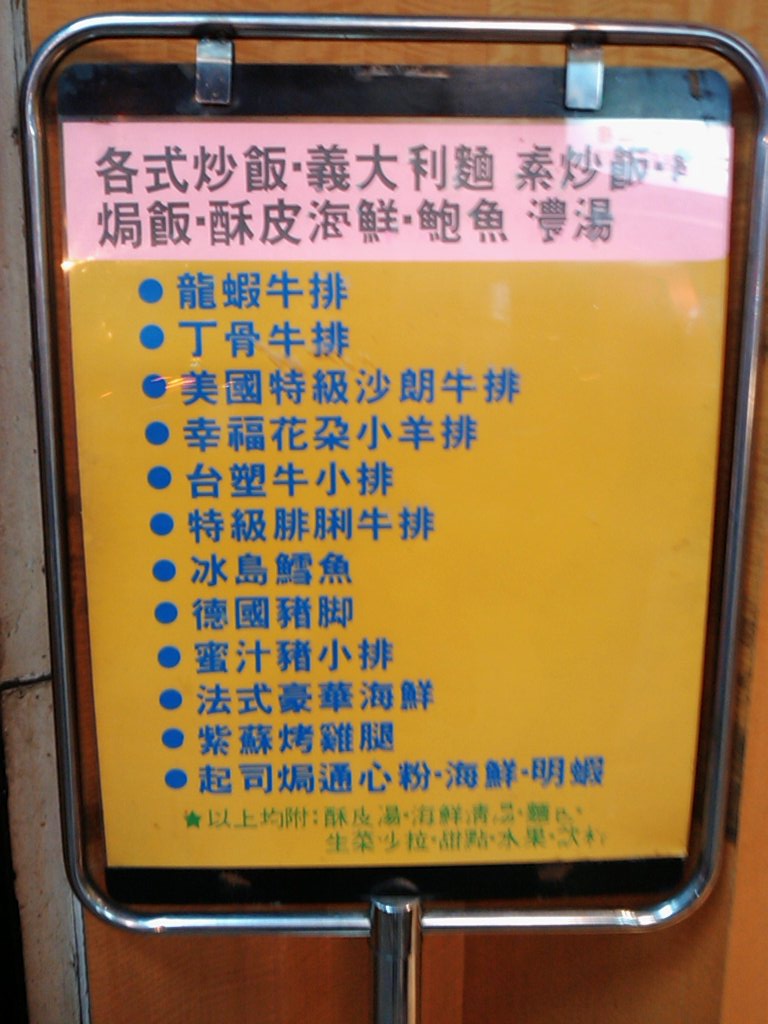 各式炒飯·義大利麵 素炒飯·
焗飯·酥皮海鮮·鮑魚 濃湯
● 龍蝦牛排
● 丁骨牛排
● 美國特級沙朗牛排
● 幸福花朶小羊排
● 台塑牛小排
● 特級腓脷牛排
● 冰島鱈魚
● 德國豬脚
● 蜜汁豬小排
● 法式豪華海鮮
● 紫蘇烤雞腿
● 起司焗通心粉·海鮮·明蝦
★以上均附:酥皮湯·海鮮清 ·麵
生菜沙拉·甜點·水果·飲料